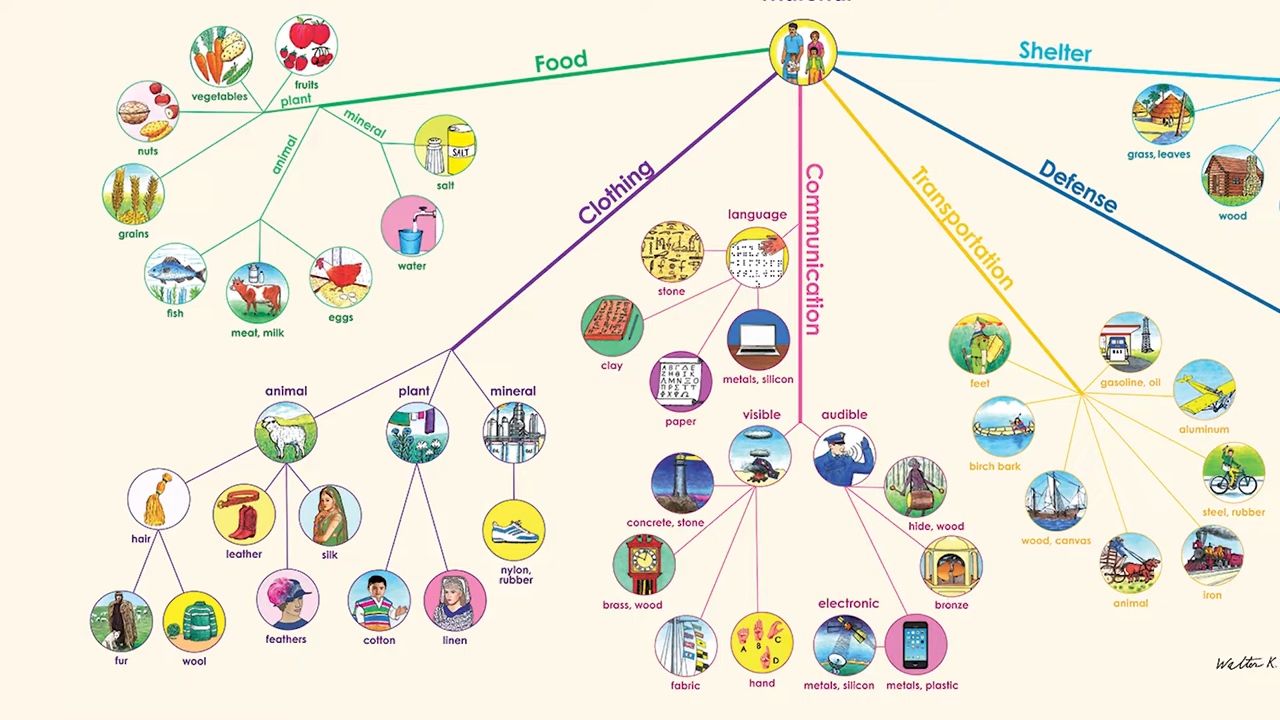 Food
vegetables
fruits
plant
nuts
grains
animal
fish
meat, milk
eggs
mineral
SALT
salt
water
Clothing
animal
hair
fur
wool
leather
feathers
silk
plant
cotton
linen
mineral
nylon,
rubber
Communication
language
stone
clay
paper
metals, silicon
visible
concrete, stone
brass, wood
fabric
A B C
D
hand
audible
hide, wood
bronze
electronic
metals, silicon
metals, plastic
Transportation
feet
birch bark
wood, canvas
animal
iron
steel, rubber
aluminum
gasoline, oil
Defense
Shelter
grass, leaves
wood
Walter K.